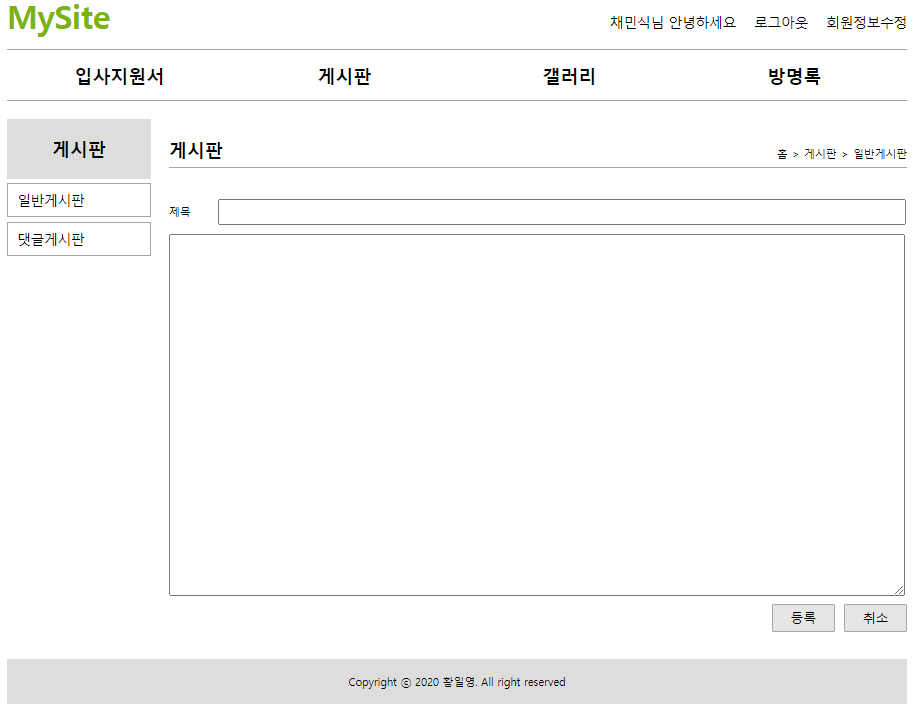 MySite
채민식님 안녕하세요 로그아웃 회원정보수정
입사지원서 게시판 갤러리 방명록
게시판
일반게시판
댓글게시판
게시판
홈 > 게시판 > 일반게시판
제목
등록 취소
Copyright ⓒ 2020 황일영. All right reserved